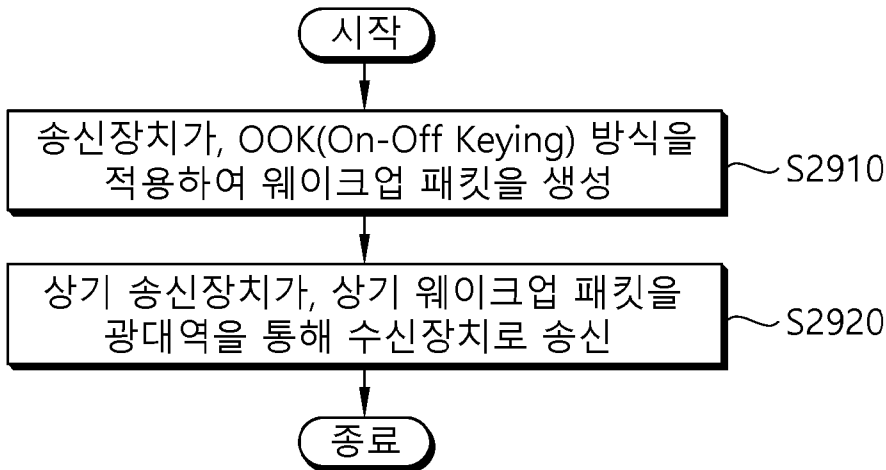 시작
송신장치가, OOK(On-Off Keying) 방식을
적용하여 웨이크업 패킷을 생성
S2910
상기 송신장치가, 상기 웨이크업 패킷을
광대역을 통해 수신장치로 송신
S2920
종료